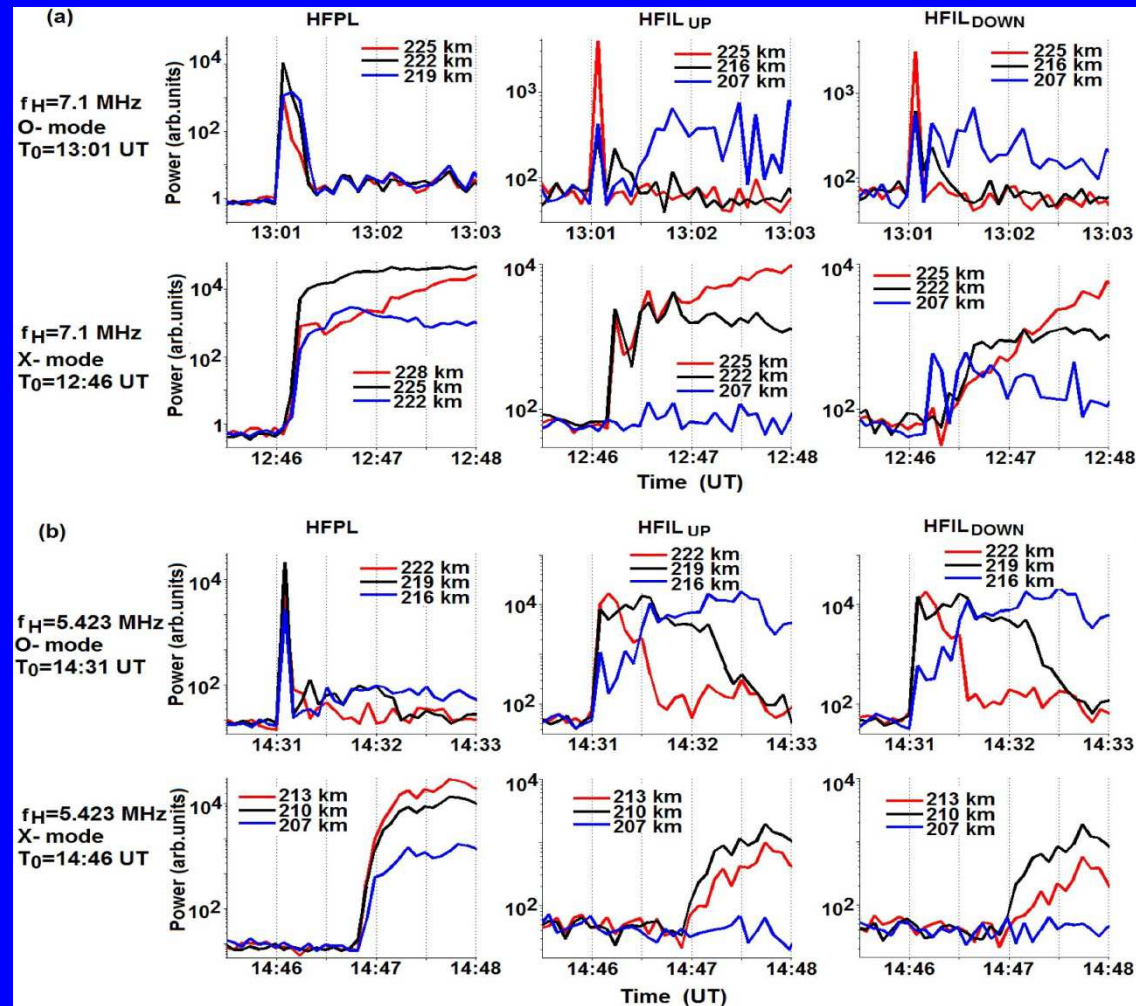 (a)
HFPL
HFIL UP
HFIL DOWN
fH=7.1 MHz
O- mode
T0=13:01 UT
Power (arb.units)
10^4
10^2
1
225 km
222 km
219 km
13:01 13:02 13:03
10^3
10^2
225 km
216 km
207 km
13:01 13:02 13:03
10^3
10^2
225 km
216 km
207 km
13:01 13:02 13:03
fH=7.1 MHz
X- mode
T0=12:46 UT
Power (arb.units)
10^4
10^2
1
228 km
225 km
222 km
12:46 12:47 12:48
10^4
10^2
225 km
222 km
207 km
12:46 12:47 12:48
10^4
10^2
225 km
222 km
207 km
12:46 12:47 12:48
Time (UT)
(b)
HFPL
HFIL UP
HFIL DOWN
fH=5.423 MHz
O- mode
T0=14:31 UT
Power (arb.units)
10^4
10^2
222 km
219 km
216 km
14:31 14:32 14:33
10^4
10^2
222 km
219 km
216 km
14:31 14:32 14:33
10^4
10^2
222 km
219 km
216 km
14:31 14:32 14:33
fH=5.423 MHz
X- mode
T0=14:46 UT
Power (arb.units)
10^4
10^2
213 km
210 km
207 km
14:46 14:47 14:48
10^4
10^2
213 km
210 km
207 km
14:46 14:47 14:48
10^4
10^2
213 km
210 km
207 km
14:46 14:47 14:48
Time (UT)